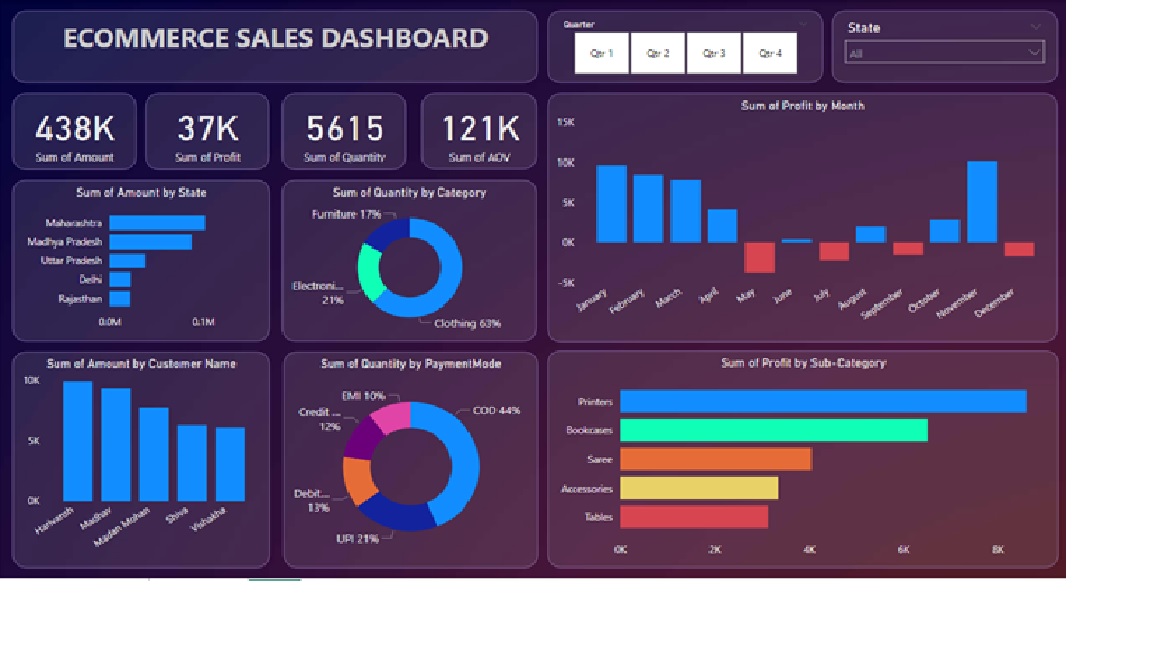 ECOMMERCE SALES DASHBOARD
Quarter
Qtr 1
Qtr 2
Qtr 3
Qtr 4
State
All
438K
Sum of Amount
37K
Sum of Profit
5615
Sum of Quantity
121K
Sum of AOV
Sum of Profit by Month
15K
10K
5K
0K
-5K
January
February
March
April
May
June
July
August
September
October
November
December
Sum of Amount by State
Maharashtra
Madhya Pradesh
Uttar Pradesh
Delhi
Rajasthan
0.0M
0.1M
Sum of Quantity by Category
Furniture 17%
Electroni...
21%
Clothing 63%
Sum of Amount by Customer Name
10K
5K
0K
Harivansh
Madhav
Madan Mohan
Shiva
Vishakha
Sum of Quantity by PaymentMode
EMI 10%
COD 44%
Credit ...
12%
Debit...
13%
UPI 21%
Sum of Profit by Sub-Category
Printers
Bookcases
Saree
Accessories
Tables
0K
2K
4K
6K
8K